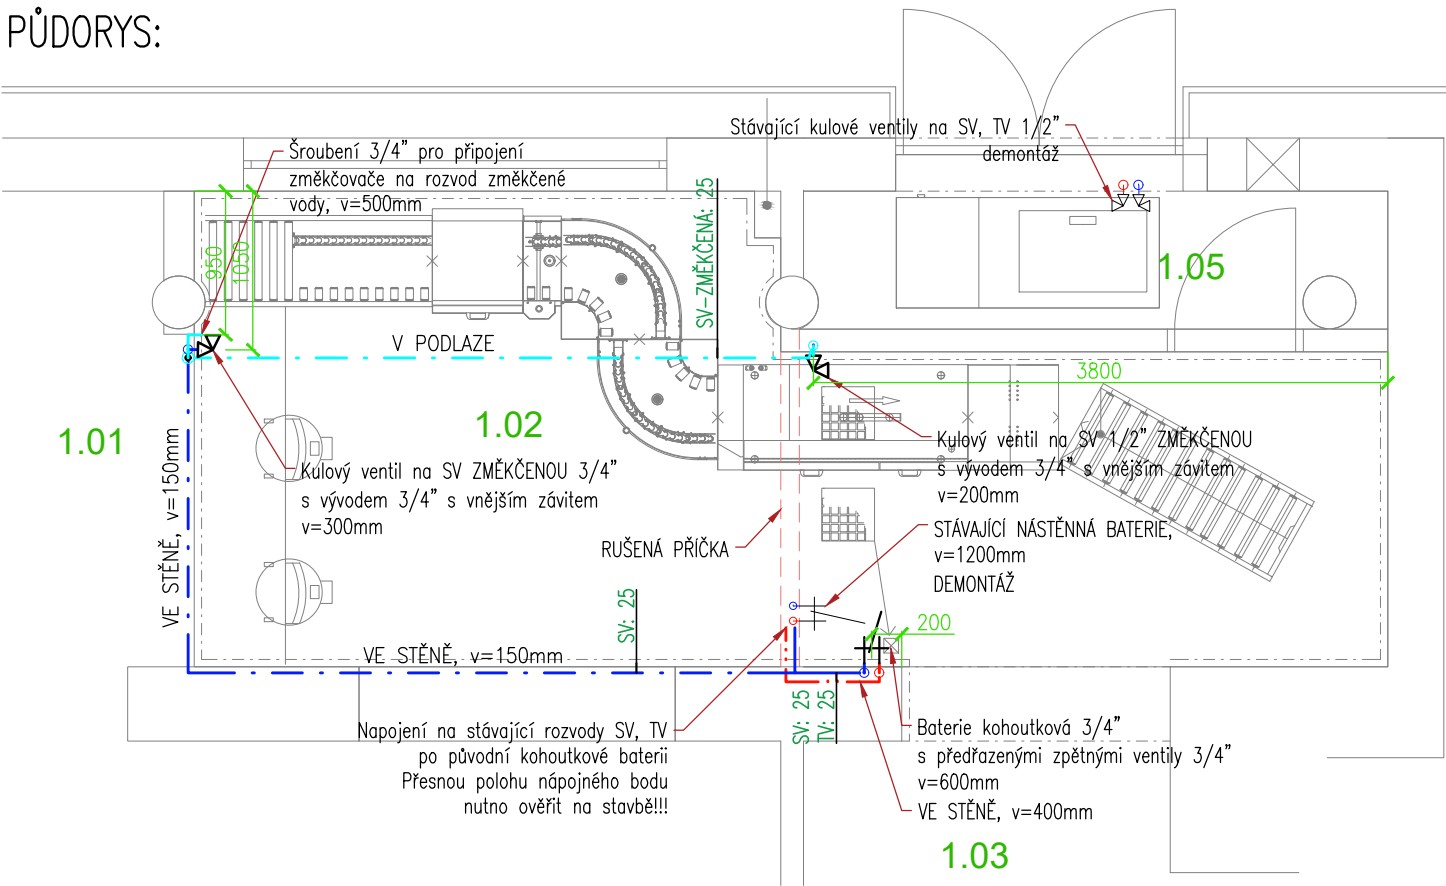 PŮDORYS:
Stávající kulové ventily na SV, TV 1/2"
demontáž
Šroubení 3/4" pro připojení
změkčovače na rozvod změkčené
vody, v=500mm
950
1050
SV-ZMĚKČENÁ: 25
1.05
V PODLAZE
3800
1.01
1.02
VE STĚNĚ, v=150mm
Kulový ventil na SV ZMĚKČENOU 3/4"
s vývodem 3/4" s vnějším závitem
v=300mm
Kulový ventil na SV 1/2" ZMĚKČENOU
s vývodem 3/4" s vnějším závitem
v=200mm
RUŠENÁ PŘÍČKA
STÁVAJÍCÍ NÁSTĚNNÁ BATERIE,
v=1200mm
DEMONTÁŽ
SV: 25
200
VE STĚNĚ, v=150mm
SV: 25
TV: 25
Napojení na stávající rozvody SV, TV
po původní kohoutkové baterii
Přesnou polohu nápojného bodu
nutno ověřit na stavbě!!!
Baterie kohoutková 3/4"
s předřazenými zpětnými ventily 3/4"
v=600mm
VE STĚNĚ, v=400mm
1.03